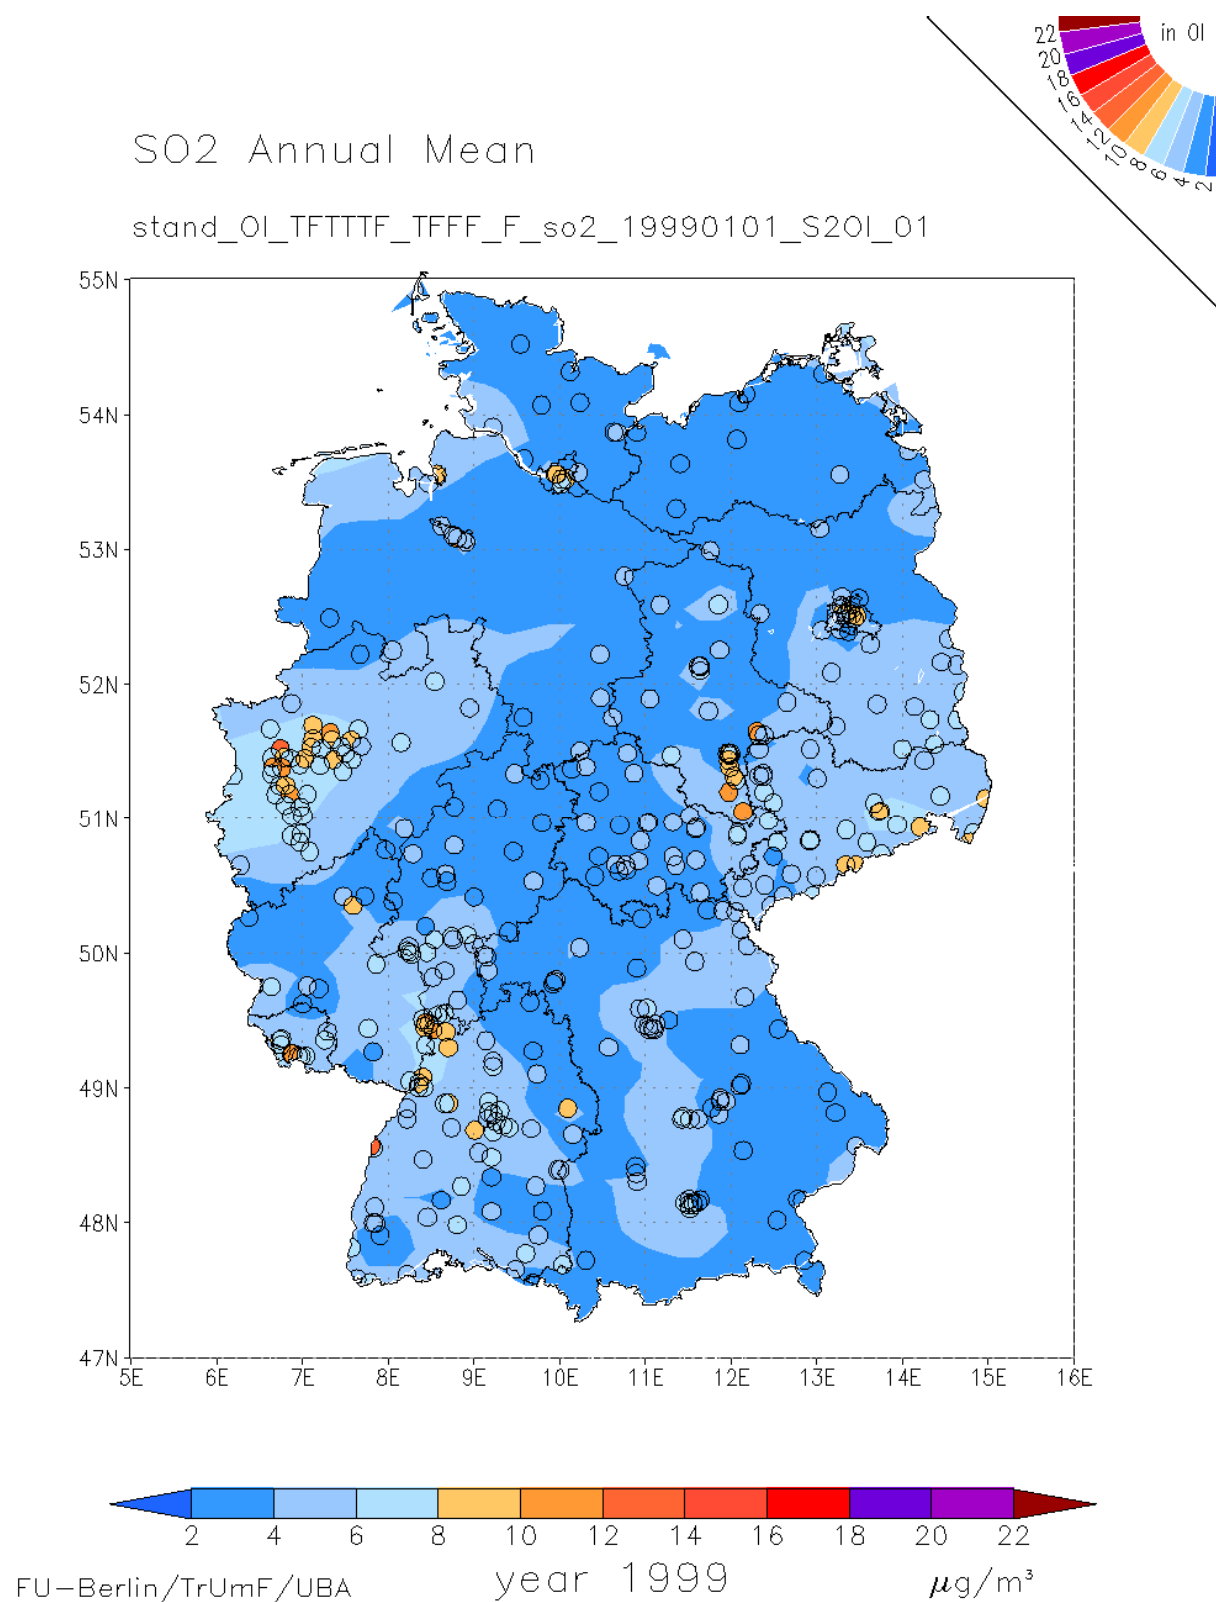 in OI
22
20
18
16
14
12
10
8
6
4
2
SO2 Annual Mean
stand_OI_TFTTTF_TFFF_F_so2_19990101_S2OI_01
55N
54N
53N
52N
51N
50N
49N
48N
47N
5E 6E 7E 8E 9E 10E 11E 12E 13E 14E 15E 16E
2 4 6 8 10 12 14 16 18 20 22
FU-Berlin/TrUmF/UBA year 1999 µg/m³